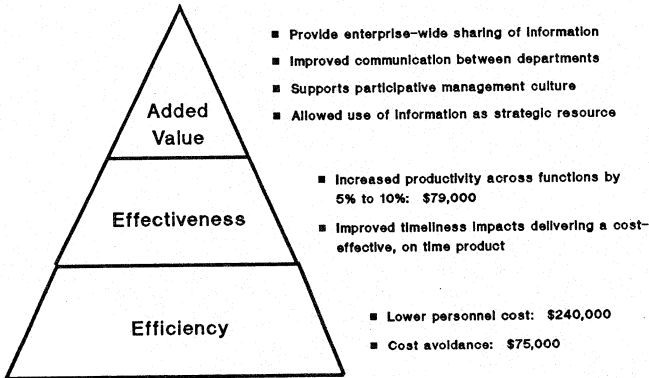 Added
Value
■ Provide enterprise-wide sharing of information
■ Improved communication between departments
■ Supports participative management culture
■ Allowed use of information as strategic resource
Effectiveness
■ Increased productivity across functions by
5% to 10%: $79,000
■ Improved timeliness impacts delivering a cost-
effective, on time product
Efficiency
■ Lower personnel cost: $240,000
■ Cost avoidance: $75,000